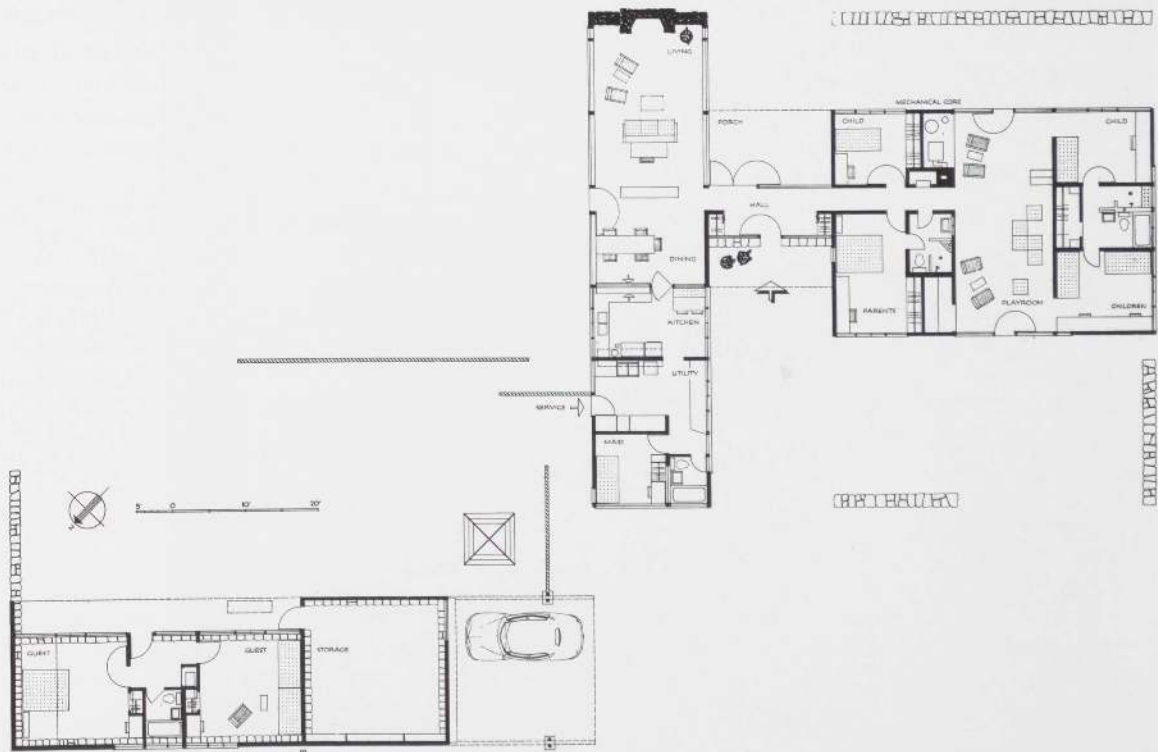 LIVING
MECHANICAL CORE
PORCH
CHILD
CHILD
HALL
DINING
PARENTS
PLAYROOM
CHILDREN
KITCHEN
UTILITY
SERVICE
MAID
N
5' 0 10' 20'
GUEST
GUEST
STORAGE